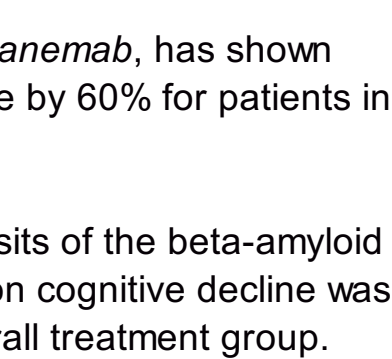 anemab, has shown
e by 60% for patients in
sits of the beta-amyloid
on cognitive decline was
rall treatment group.